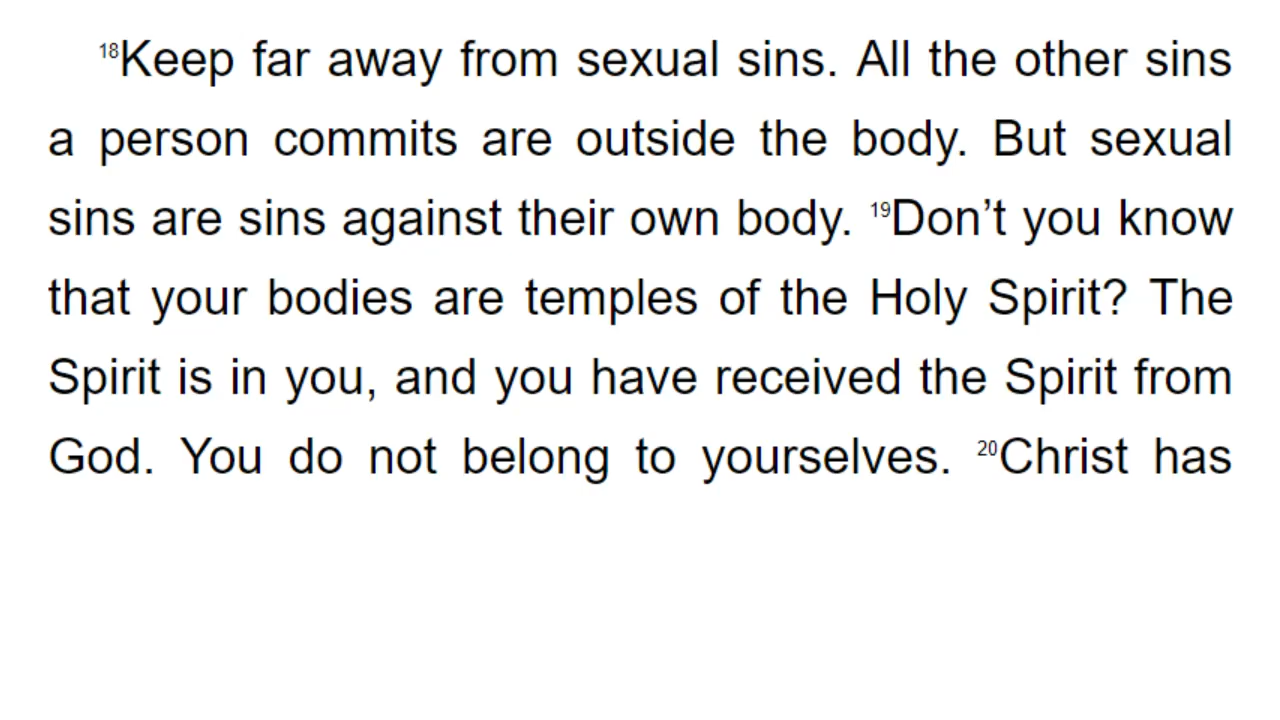 18Keep far away from sexual sins. All the other sins
a person commits are outside the body. But sexual
sins are sins against their own body. 19Don’t you know
that your bodies are temples of the Holy Spirit? The
Spirit is in you, and you have received the Spirit from
God. You do not belong to yourselves. 20Christ has